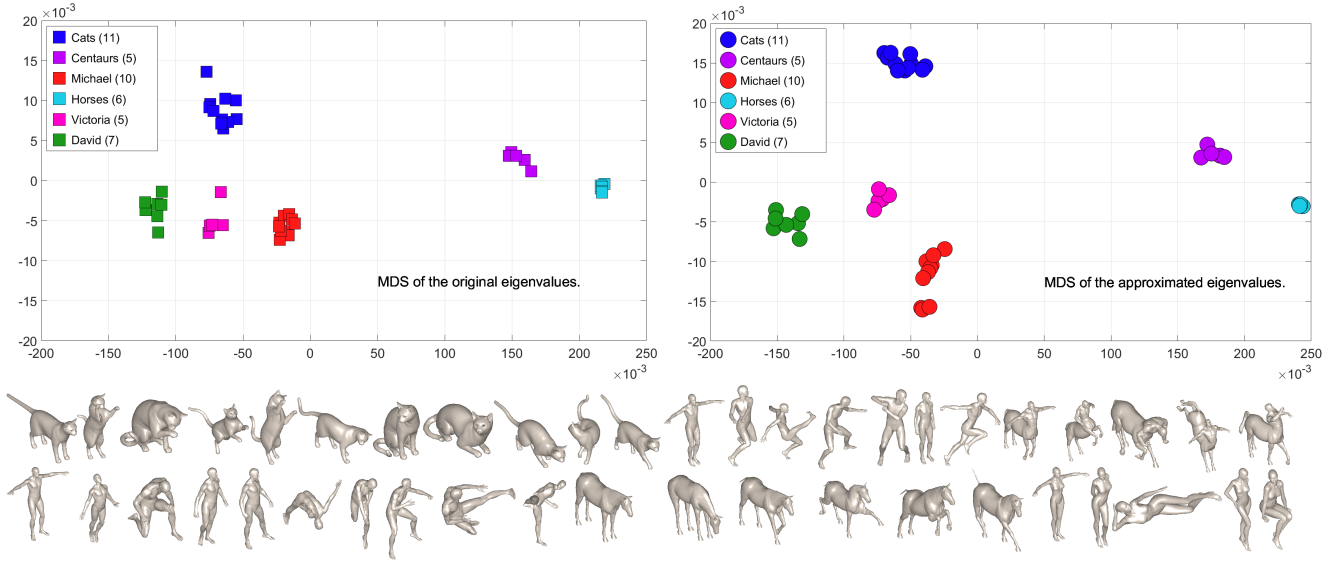 ×10⁻³
20
15
10
5
0
-5
-10
-15
-20
Cats (11)
Centaurs (5)
Michael (10)
Horses (6)
Victoria (5)
David (7)
MDS of the original eigenvalues.
-200 -150 -100 -50 0 50 100 150 200 250
×10⁻³
×10⁻³
20
15
10
5
0
-5
-10
-15
-20
Cats (11)
Centaurs (5)
Michael (10)
Horses (6)
Victoria (5)
David (7)
MDS of the approximated eigenvalues.
-200 -150 -100 -50 0 50 100 150 200 250
×10⁻³